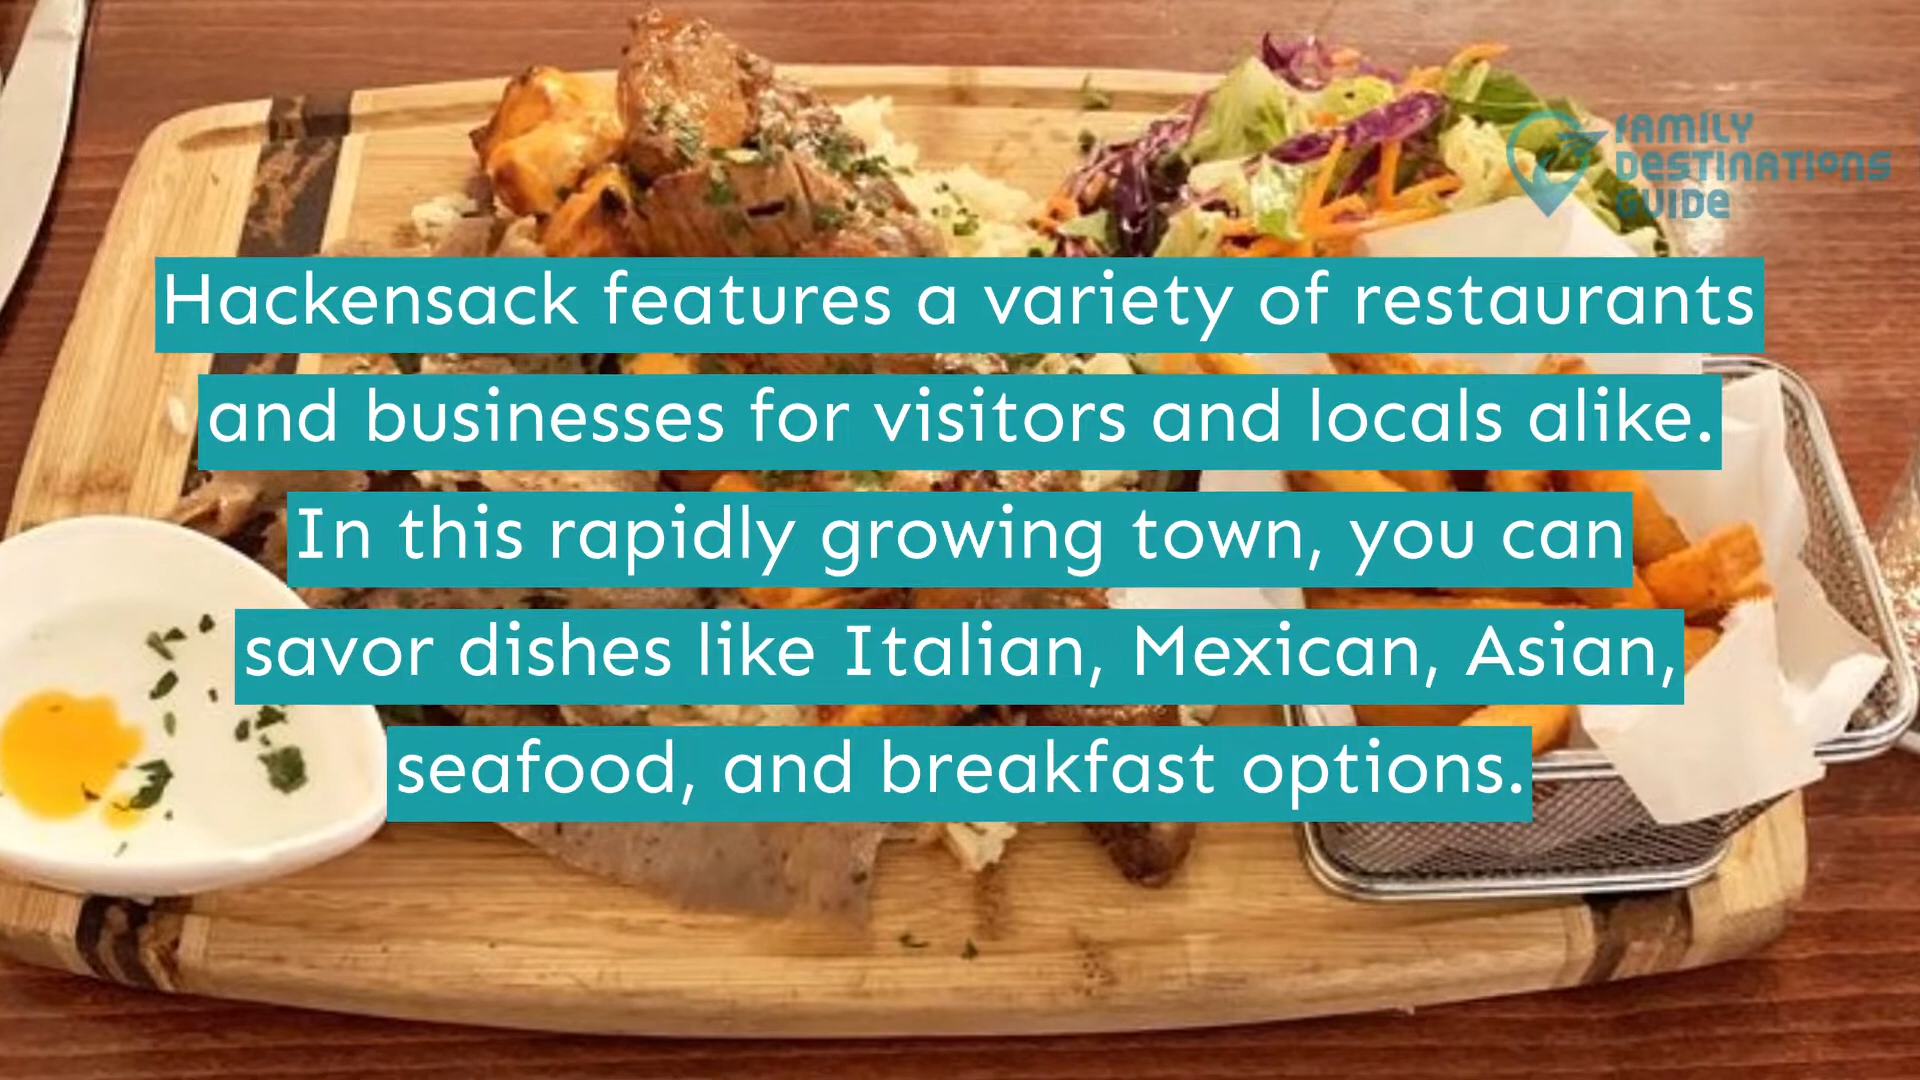 FAMILY
DESTINATIONS
GUIDE
Hackensack features a variety of restaurants
and businesses for visitors and locals alike.
In this rapidly growing town, you can
savor dishes like Italian, Mexican, Asian,
seafood, and breakfast options.